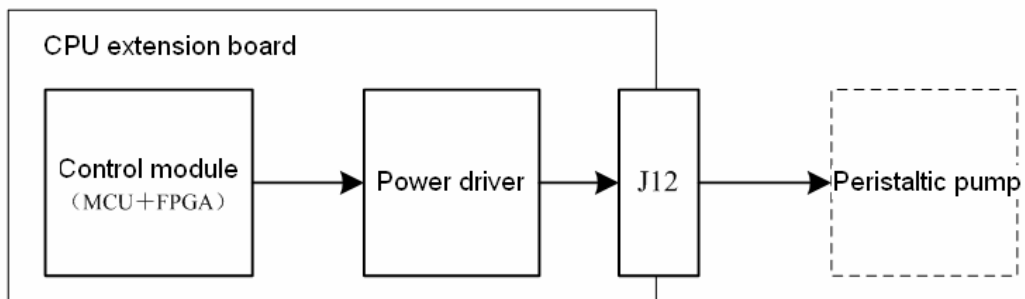 CPU extension board
Control module
（MCU＋FPGA）
Power driver
J12
Peristaltic pump